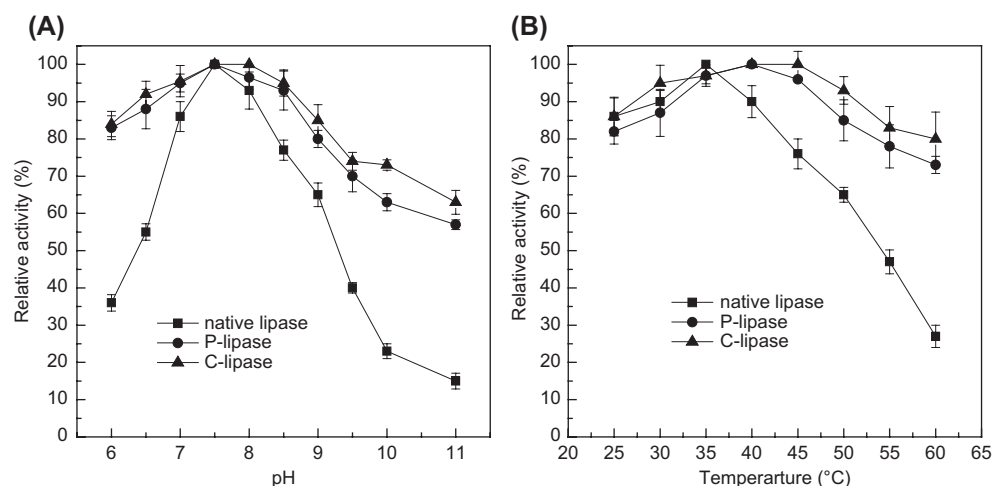 (A)
100
90
80
70
60
50
40
30
20
10
0
Relative activity (%)
native lipase
P-lipase
C-lipase
6 7 8 9 10 11
pH
(B)
100
90
80
70
60
50
40
30
20
10
0
Relative activity (%)
native lipase
P-lipase
C-lipase
20 25 30 35 40 45 50 55 60 65
Temperarture (°C)